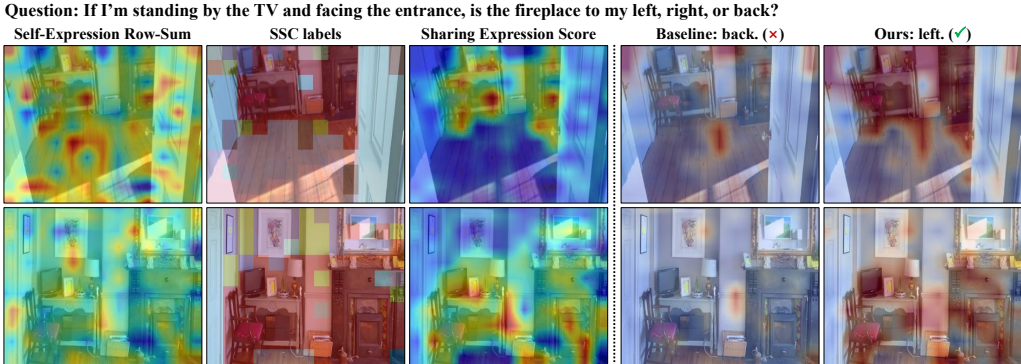 Question: If I'm standing by the TV and facing the entrance, is the fireplace to my left, right, or back?
Self-Expression Row-Sum SSC labels Sharing Expression Score Baseline: back. (×) Ours: left. (✓)